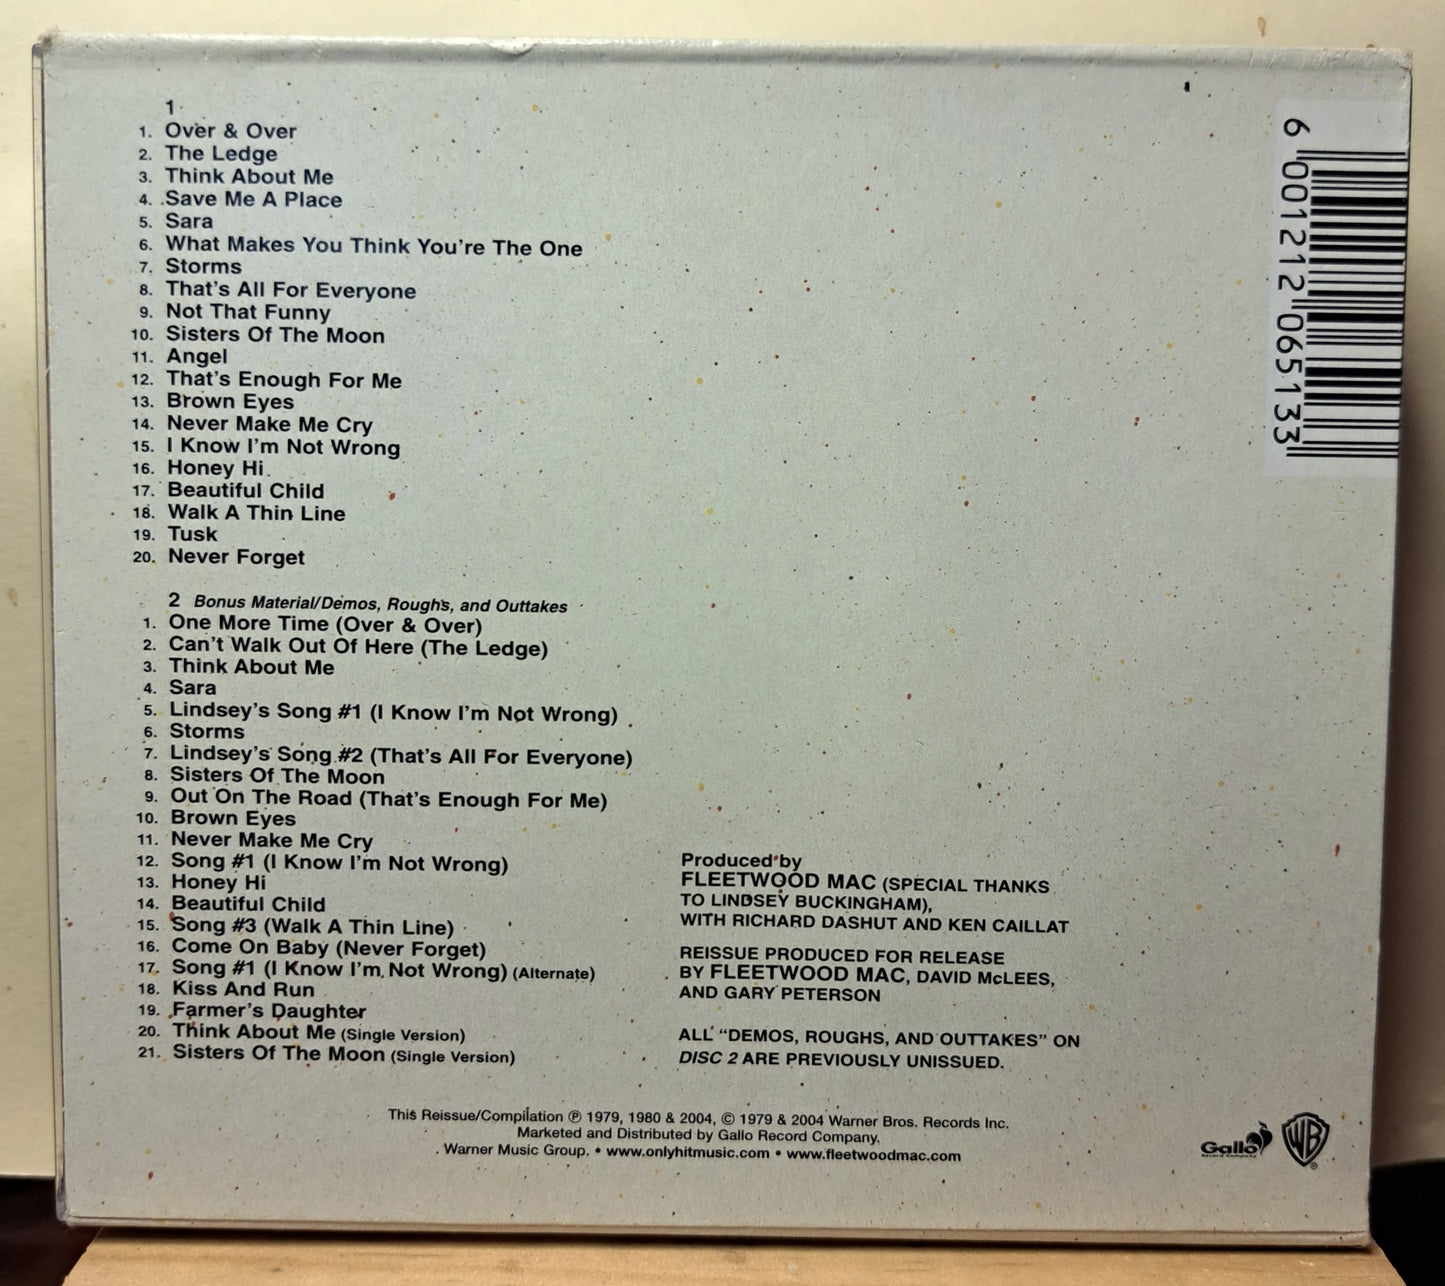 1
1. Over & Over
2. The Ledge
3. Think About Me
4. Save Me A Place
5. Sara
6. What Makes You Think You're The One
7. Storms
8. That's All For Everyone
9. Not That Funny
10. Sisters Of The Moon
11. Angel
12. That's Enough For Me
13. Brown Eyes
14. Never Make Me Cry
15. I Know I'm Not Wrong
16. Honey Hi
17. Beautiful Child
18. Walk A Thin Line
19. Tusk
20. Never Forget
2 Bonus Material/Demos, Roughs, and Outtakes
1. One More Time (Over & Over)
2. Can't Walk Out Of Here (The Ledge)
3. Think About Me
4. Sara
5. Lindsey's Song #1 (I Know I'm Not Wrong)
6. Storms
7. Lindsey's Song #2 (That's All For Everyone)
8. Sisters Of The Moon
9. Out On The Road (That's Enough For Me)
10. Brown Eyes
11. Never Make Me Cry
12. Song #1 (I Know I'm Not Wrong)
13. Honey Hi
14. Beautiful Child
15. Song #3 (Walk A Thin Line)
16. Come On Baby (Never Forget)
17. Song #1 (I Know I'm Not Wrong) (Alternate)
18. Kiss And Run
19. Farmer's Daughter
20. Think About Me (Single Version)
21. Sisters Of The Moon (Single Version)
Produced by
FLEETWOOD MAC (SPECIAL THANKS
TO LINDSEY BUCKINGHAM),
WITH RICHARD DASHUT AND KEN CAILLAT
REISSUE PRODUCED FOR RELEASE
BY FLEETWOOD MAC, DAVID McLEES,
AND GARY PETERSON
ALL "DEMOS, ROUGHS, AND OUTTAKES" ON
DISC 2 ARE PREVIOUSLY UNISSUED.
This Reissue/Compilation ℗ 1979, 1980 & 2004, © 1979 & 2004 Warner Bros. Records Inc.
Marketed and Distributed by Gallo Record Company.
Warner Music Group. • www.onlyhitmusic.com • www.fleetwoodmac.com
Gallo
Record Company
WB
®
6 001212 065133